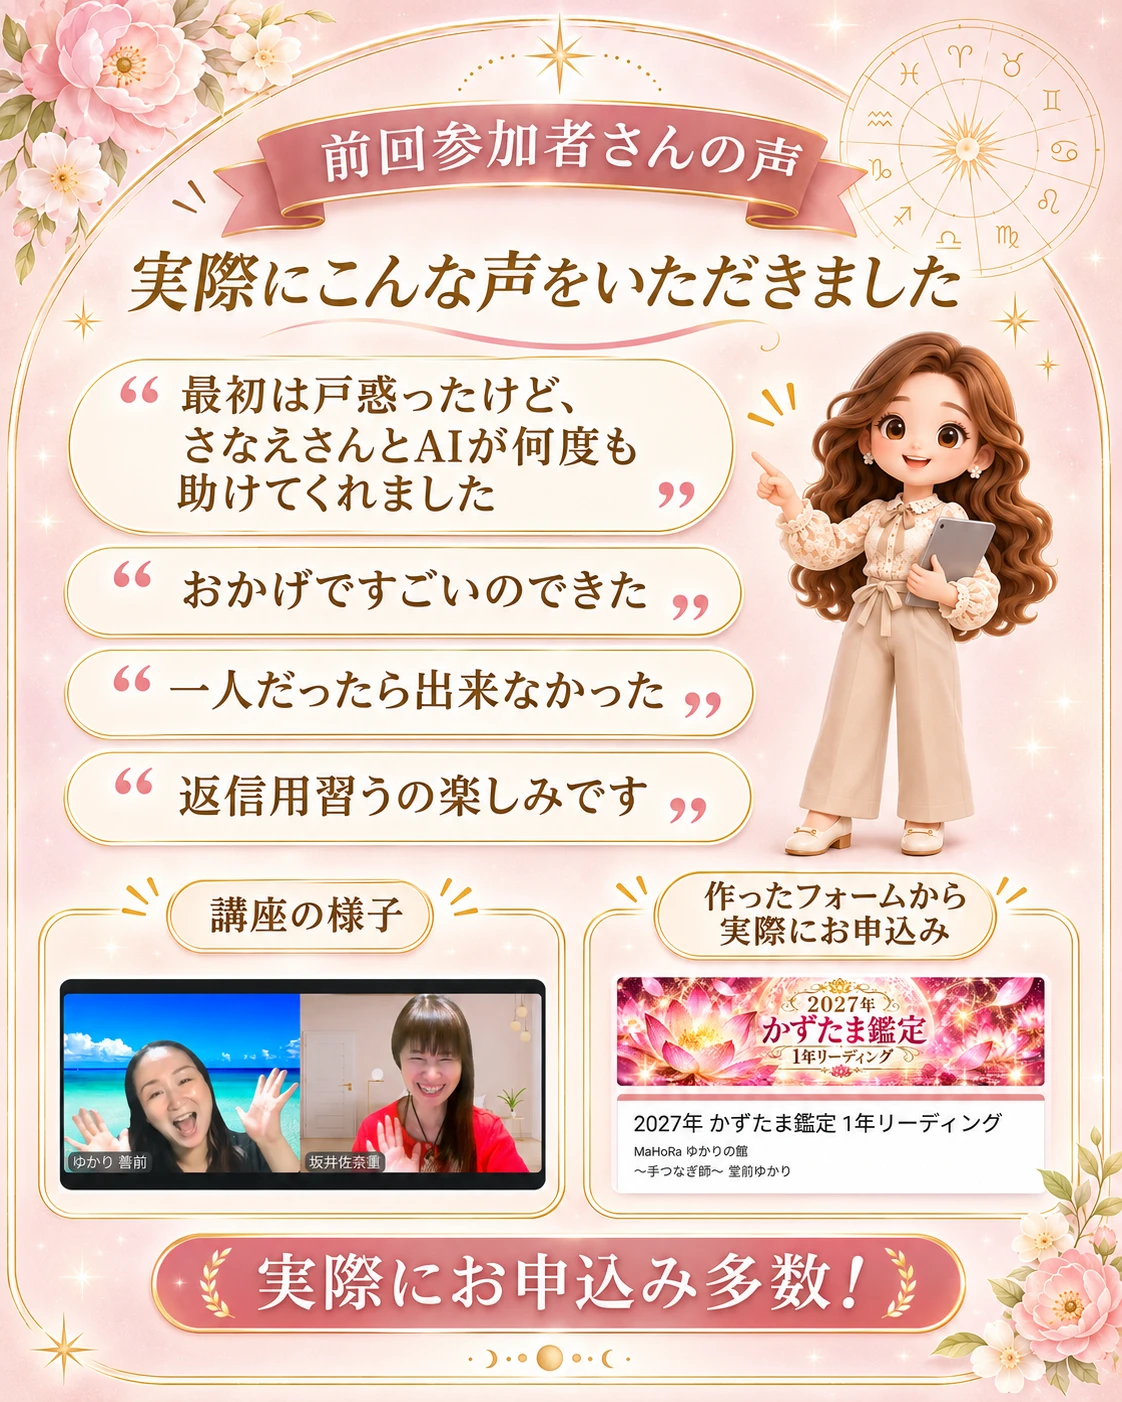 前回参加者さんの声
実際にこんな声をいただきました
“最初は戸惑ったけど、
さなえさんとAIが何度も
助けてくれました”
“おかげですごいのできた”
“一人だったら出来なかった”
“返信用習うの楽しみです”
講座の様子
ゆかり 菩前
坂井佐奈重
作ったフォームから
実際にお申込み
2027年
かずたま鑑定
1年リーディング
2027年 かずたま鑑定 1年リーディング
MaHoRa ゆかりの館
〜手つなぎ師〜 堂前ゆかり
実際にお申込み多数！